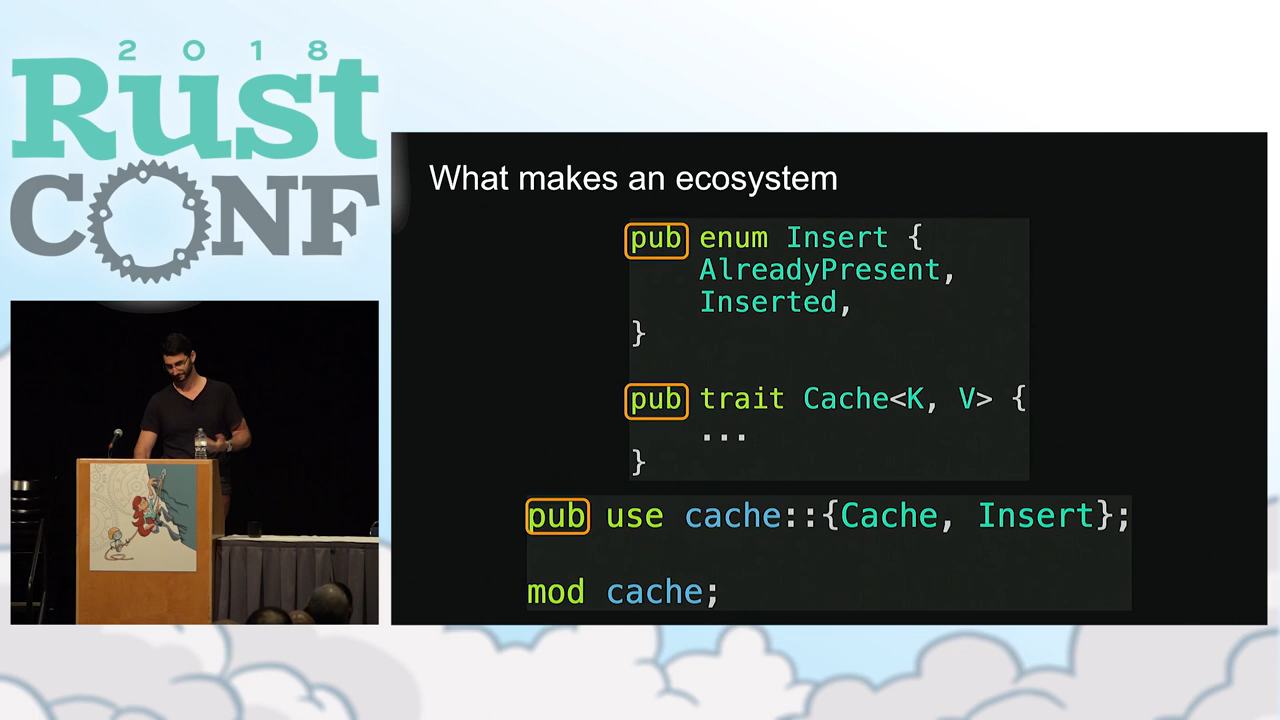 2018
Rust
CONF
What makes an ecosystem
pub enum Insert {
    AlreadyPresent,
    Inserted,
}
pub trait Cache<K, V> {
    ...
}
pub use cache::{Cache, Insert};
mod cache;